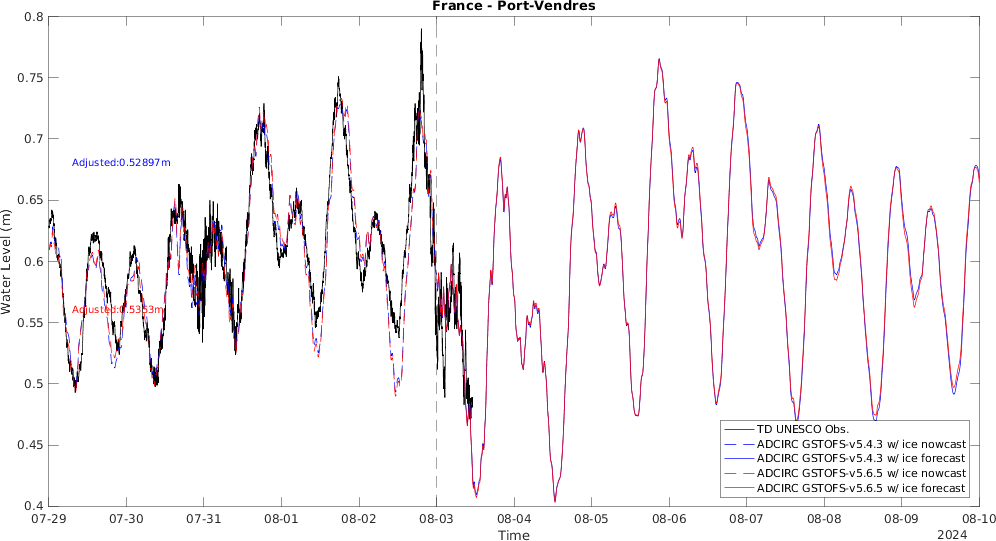 France - Port-Vendres
0.8
0.75
0.7
0.65
0.6
0.55
0.5
0.45
0.4
Water Level (m)
Adjusted:0.52897m
Adjusted:0.5353m
TD UNESCO Obs.
ADCIRC GSTOFS-v5.4.3 w/ ice nowcast
ADCIRC GSTOFS-v5.4.3 w/ ice forecast
ADCIRC GSTOFS-v5.6.5 w/ ice nowcast
ADCIRC GSTOFS-v5.6.5 w/ ice forecast
07-29 07-30 07-31 08-01 08-02 08-03 08-04 08-05 08-06 08-07 08-08 08-09 08-10
Time
2024